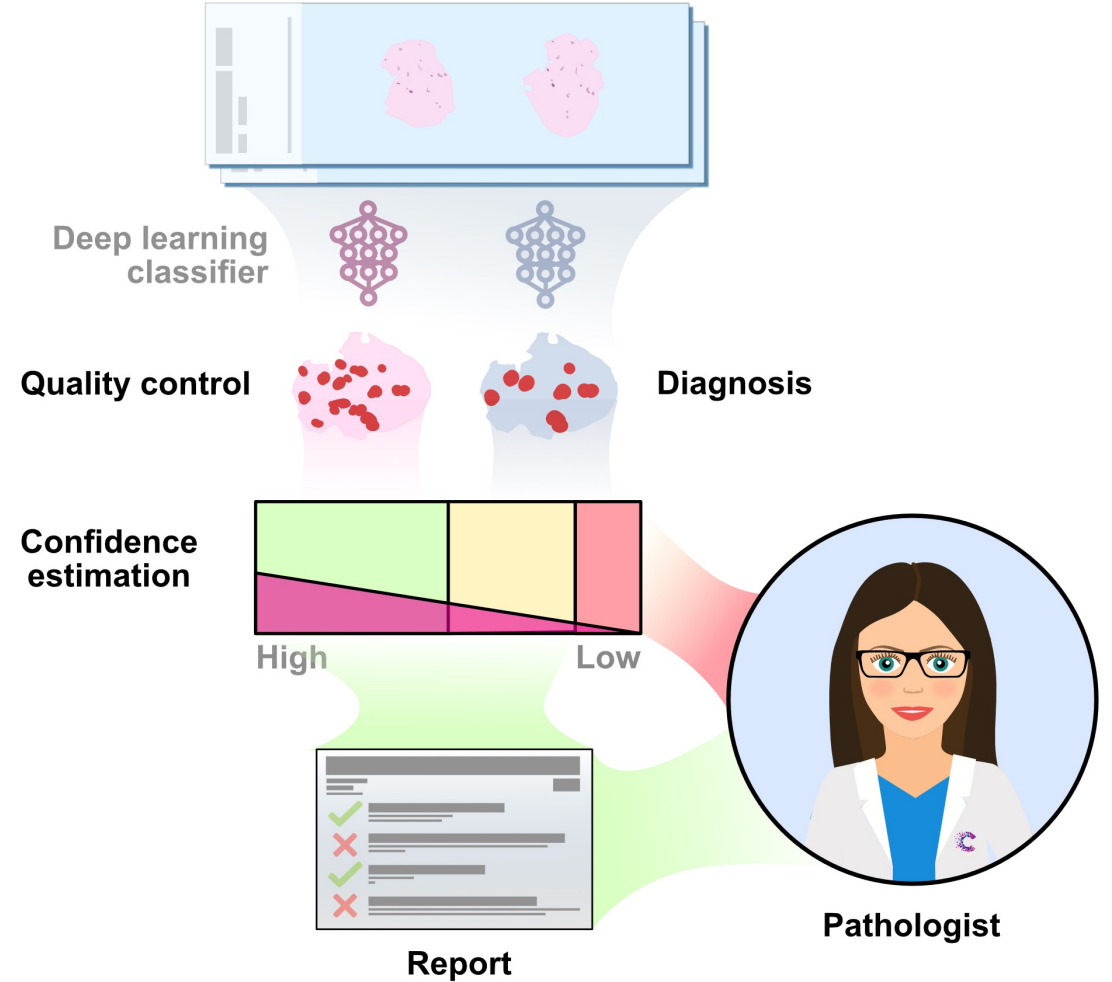 Deep learning
classifier
Quality control
Diagnosis
Confidence
estimation
High
Low
Pathologist
Report